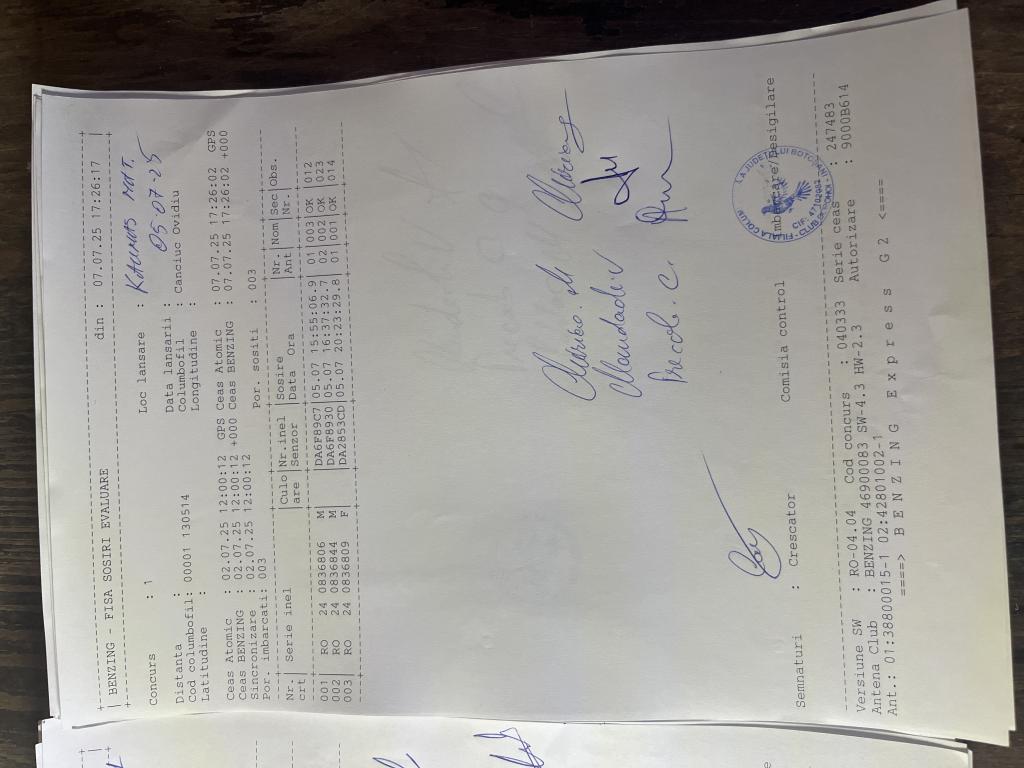 BENZING - FISA SOSIRI EVALUARE din : 07.07.25 17:26:17
Concurs : 1 Loc lansare :
Distanta : Data lansarii : 05-07-25
Cod columbofil: 00001 130514 Columbofil : Canciuc Ovidiu
Latitudine : Longitudine :
Ceas Atomic : 02.07.25 12:00:12 GPS Ceas Atomic : 07.07.25 17:26:02 GPS
Ceas BENZING : 02.07.25 12:00:12 +000 Ceas BENZING : 07.07.25 17:26:02 +000
Sincronizare : 02.07.25 12:00:12
Por. imbarcati: 003 Por. sositi : 003
Nr.| Serie inel |Culo|Nr.inel |Sosire |Nr.|Nom|Sec|Obs.
crt| |are |Senzor |Data Ora |Ant| |Nr.|
001| RO 24 0836806 M| |DA6F89C7|05.07 15:55:06.9| 01|003|OK |012
002| RO 24 0836844 M| |DA6F8930|05.07 16:37:32.7| 02|002|OK |023
003| RO 24 0836809 F| |DA2853CD|05.07 20:23:29.8| 01|001|OK |014
Semnaturi : Crescator Comisia control Imbarcare/Desigilare
CIF: 47102982
Versiune SW : RO-04.04 Cod concurs : 040333 Serie ceas : 247483
Antena Club : BENZING 46900083 SW-4.3 HW-2.3 Autorizare : 9000B614
Ant.: 01:38800015-1 02:42801002-1
====> B E N Z I N G E X p r e s s G 2 <====